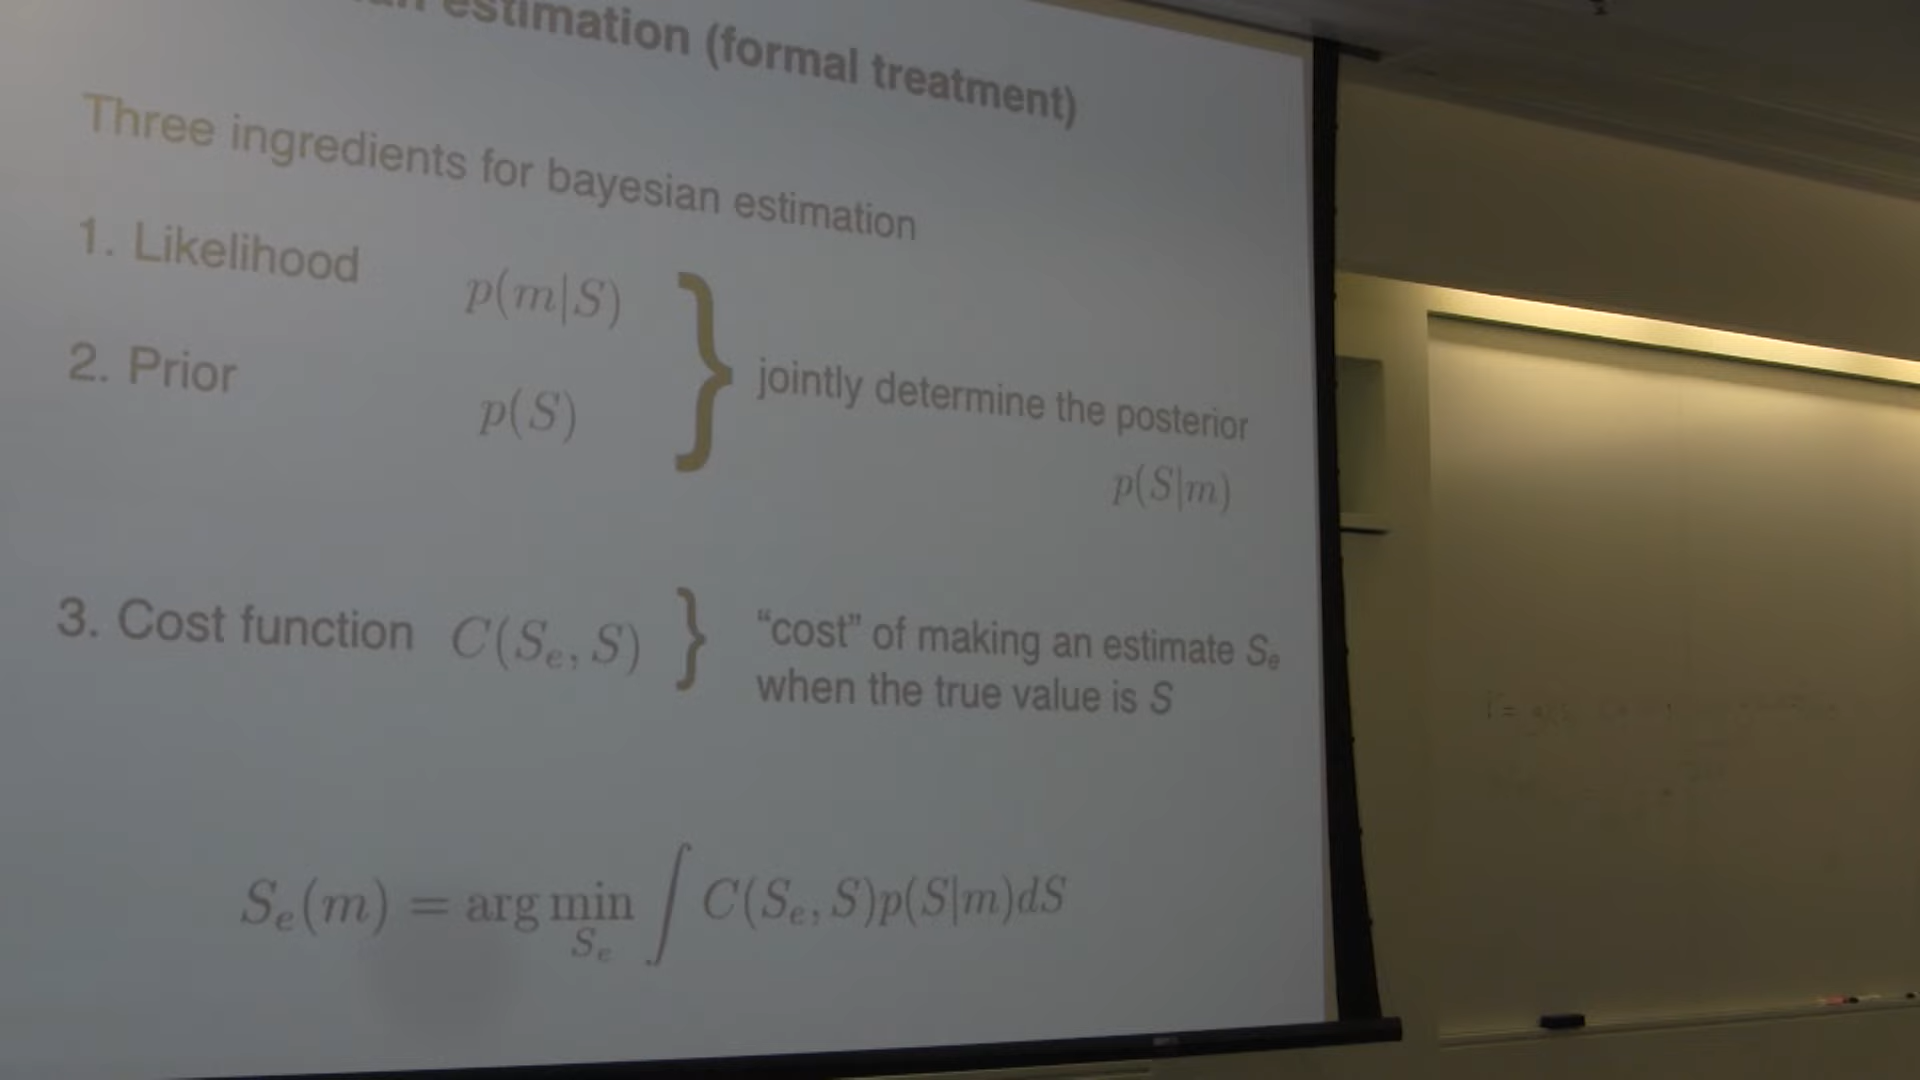 estimation (formal treatment)
Three ingredients for bayesian estimation
1. Likelihood p(m|S)
2. Prior p(S)
} jointly determine the posterior
p(S|m)
3. Cost function C(Sₑ, S) } “cost” of making an estimate Sₑ
when the true value is S
Sₑ(m) = arg min ∫ C(Sₑ, S)p(S|m)dS
Sₑ